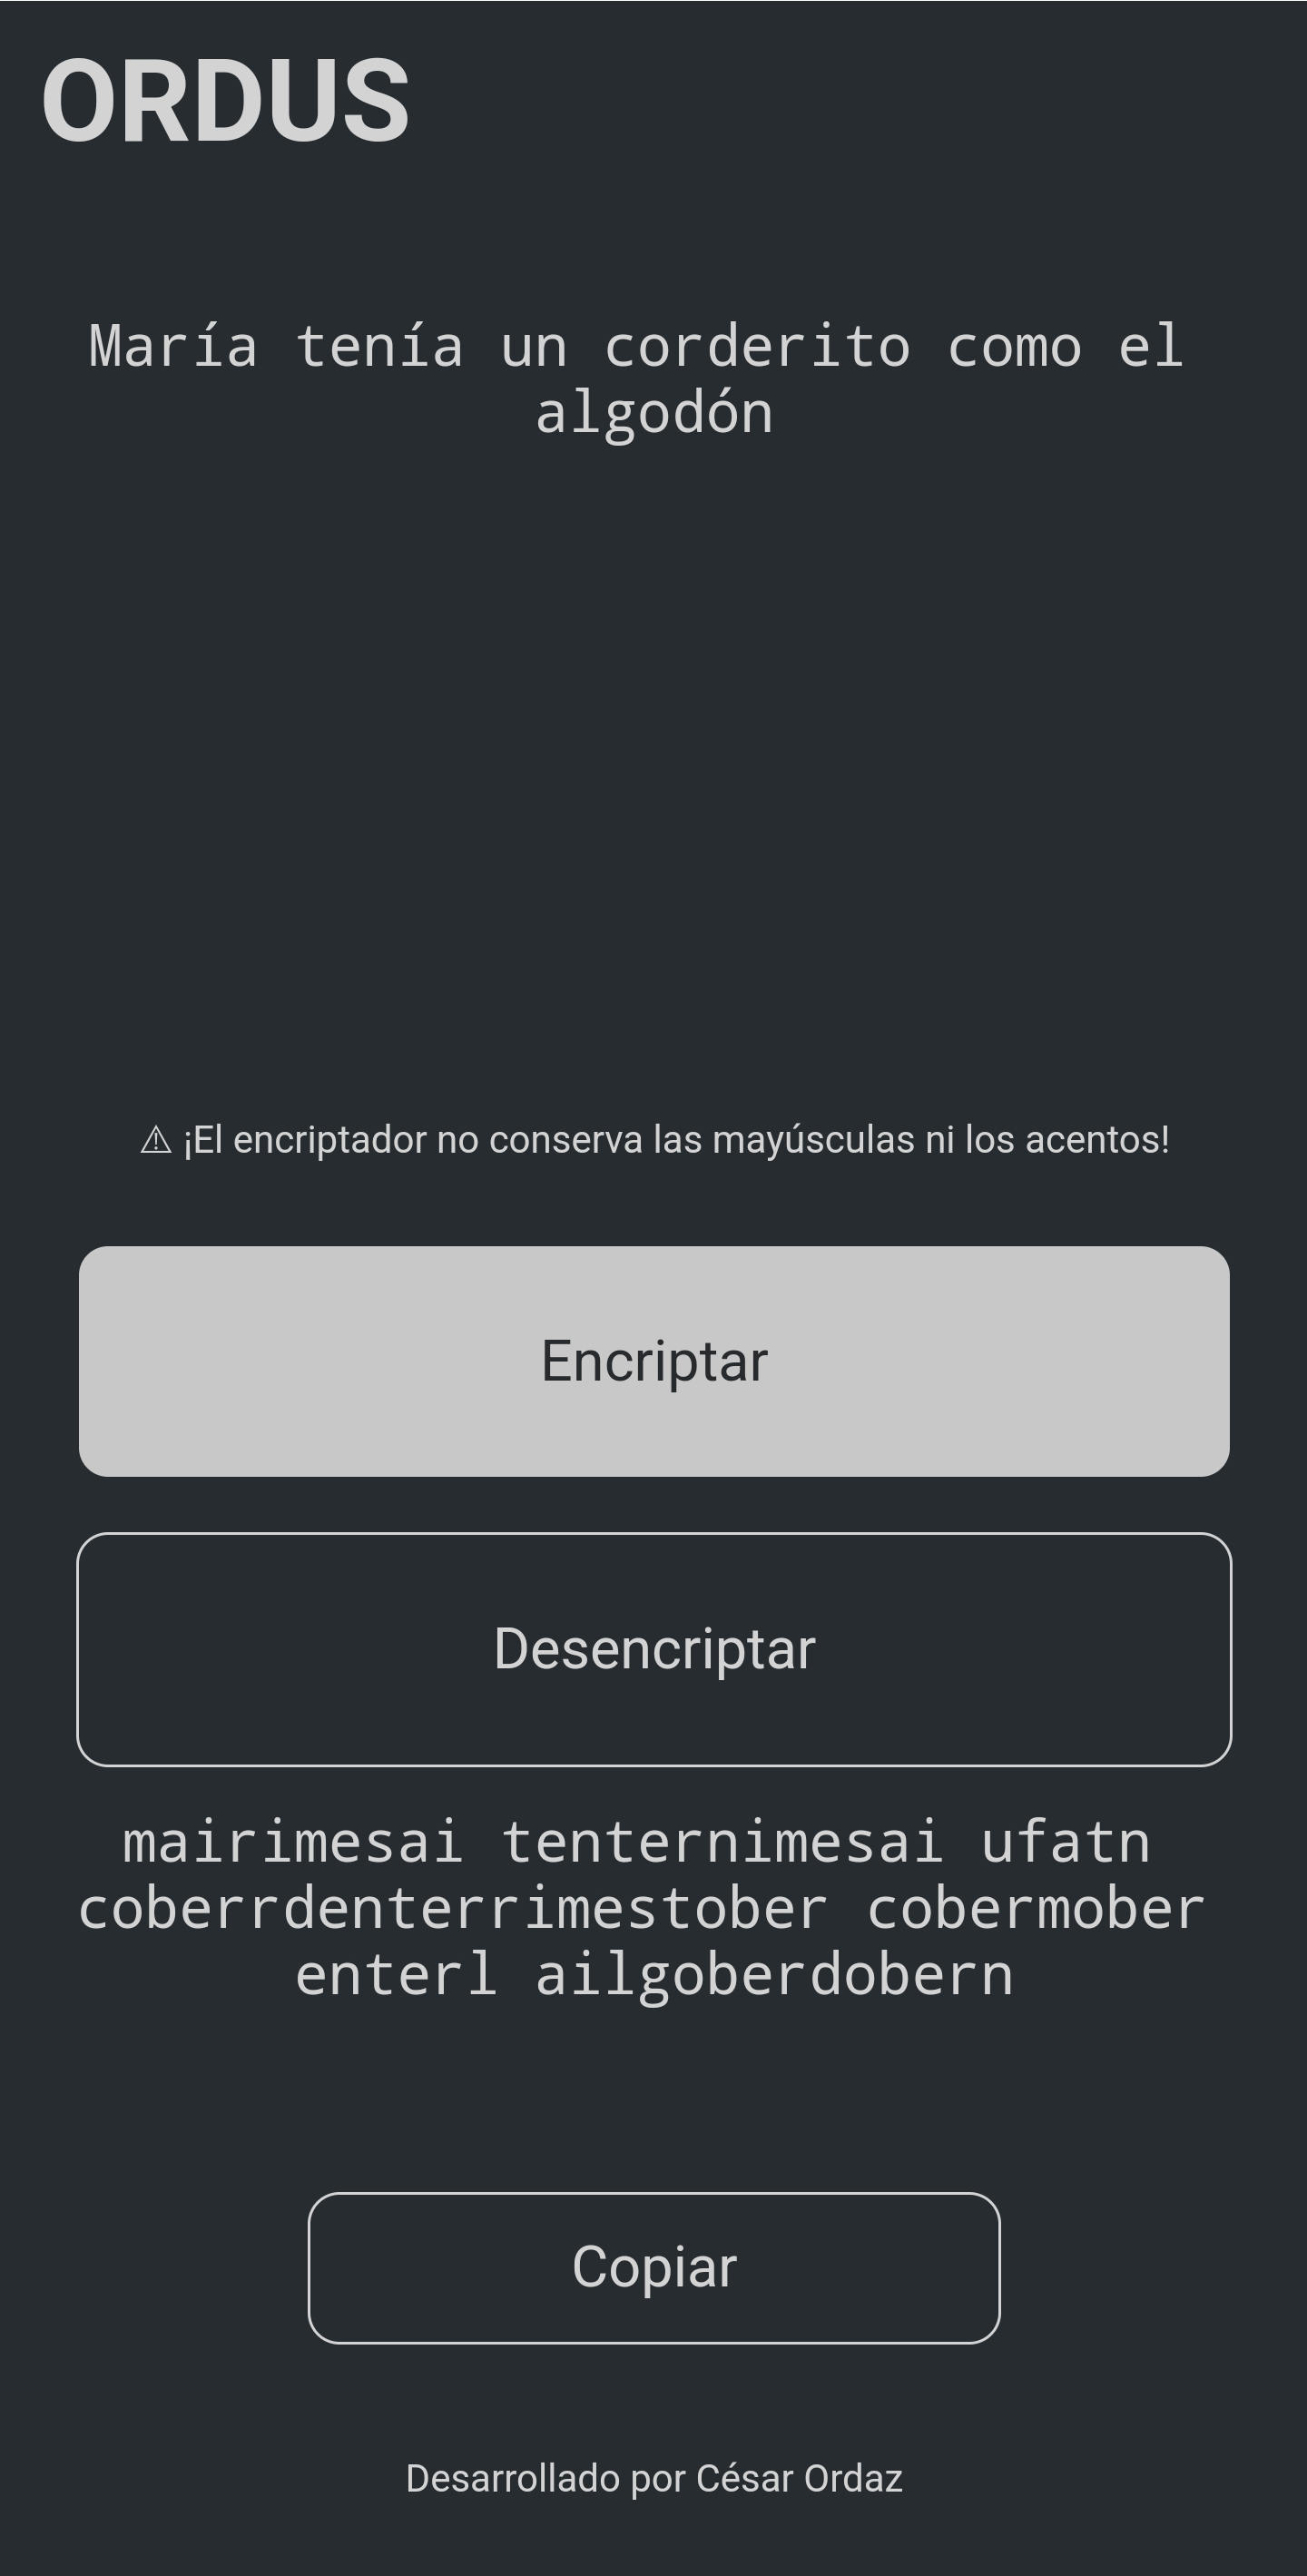 ORDUS
María tenía un corderito como el
algodón
⚠ ¡El encriptador no conserva las mayúsculas ni los acentos!
Encriptar
Desencriptar
mairimesai tenternimesai ufatn
coberrdenterrimestober cobermober
enterl ailgoberdobern
Copiar
Desarrollado por César Ordaz